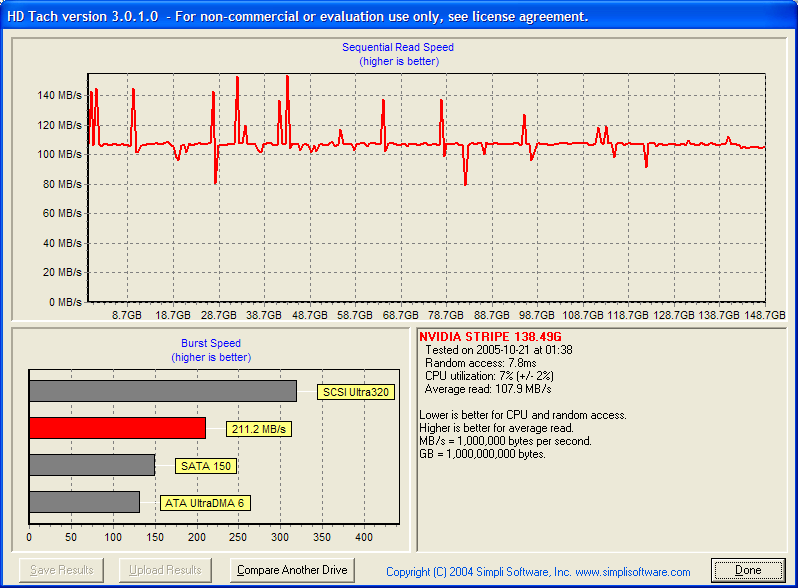 HD Tach version 3.0.1.0 - For non-commercial or evaluation use only, see license agreement.
Sequential Read Speed
(higher is better)
140 MB/s
120 MB/s
100 MB/s
80 MB/s
60 MB/s
40 MB/s
20 MB/s
0 MB/s
8.7GB 18.7GB 28.7GB 38.7GB 48.7GB 58.7GB 68.7GB 78.7GB 88.7GB 98.7GB 108.7GB 118.7GB 128.7GB 138.7GB 148.7GB
Burst Speed
(higher is better)
SCSI Ultra320
211.2 MB/s
SATA 150
ATA UltraDMA 6
0 50 100 150 200 250 300 350 400
NVIDIA STRIPE 138.49G
Tested on 2005-10-21 at 01:38
Random access: 7.8ms
CPU utilization: 7% (+/- 2%)
Average read: 107.9 MB/s
Lower is better for CPU and random access.
Higher is better for average read.
MB/s = 1,000,000 bytes per second.
GB = 1,000,000,000 bytes.
Save Results
Upload Results
Compare Another Drive
Copyright (C) 2004 Simpli Software, Inc. www.simplisoftware.com
Done